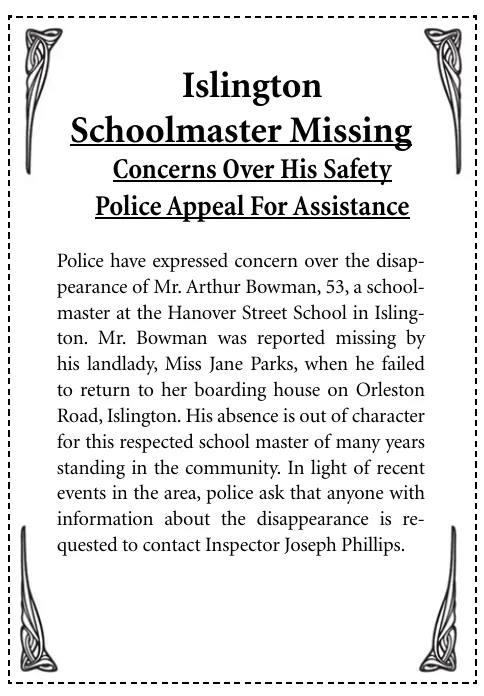 Islington
Schoolmaster Missing
Concerns Over His Safety
Police Appeal For Assistance
Police have expressed concern over the disap-
pearance of Mr. Arthur Bowman, 53, a school-
master at the Hanover Street School in Isling-
ton. Mr. Bowman was reported missing by
his landlady, Miss Jane Parks, when he failed
to return to her boarding house on Orleston
Road, Islington. His absence is out of character
for this respected school master of many years
standing in the community. In light of recent
events in the area, police ask that anyone with
information about the disappearance is re-
quested to contact Inspector Joseph Phillips.